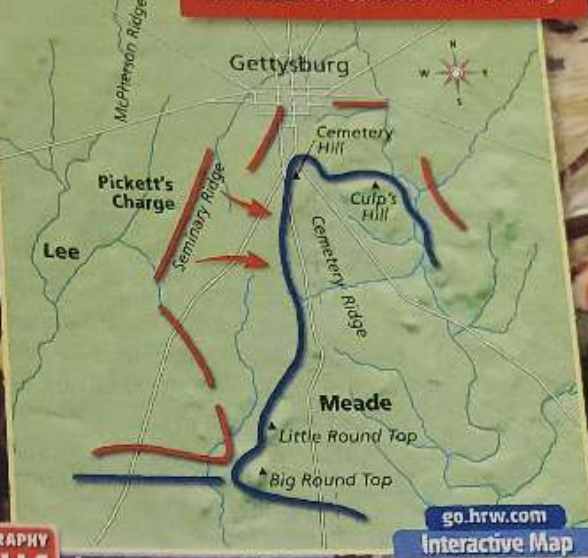 McPherson Ridge
Gettysburg
N
W
E
S
Cemetery
Hill
Pickett's
Charge
Seminary Ridge
Culp's
Hill
Lee
Cemetery Ridge
Meade
Little Round Top
Big Round Top
go.hrw.com
Interactive Map